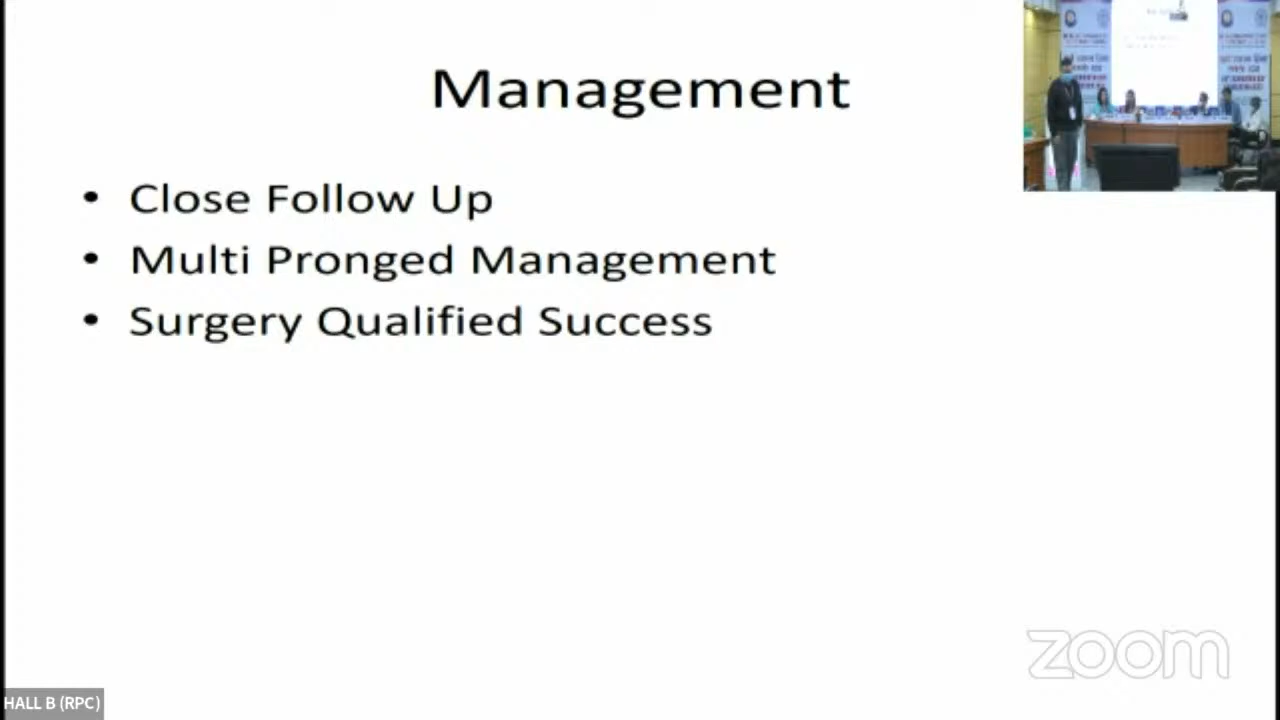 Management
• Close Follow Up
• Multi Pronged Management
• Surgery Qualified Success
zoom
HALL B (RPC)